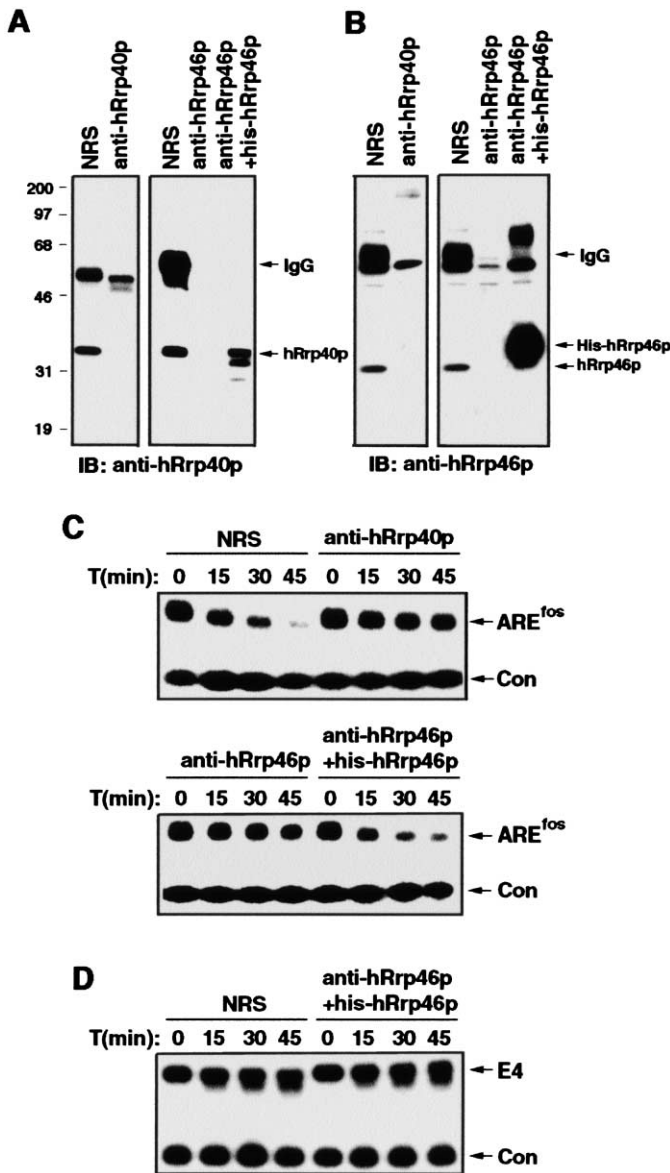 A
NRS
anti-hRrp40p
NRS
anti-hRrp46p
anti-hRrp46p
+his-hRrp46p
200
97
68
46
31
19
IgG
hRrp40p
IB: anti-hRrp40p
B
NRS
anti-hRrp40p
NRS
anti-hRrp46p
anti-hRrp46p
+his-hRrp46p
IgG
His-hRrp46p
hRrp46p
IB: anti-hRrp46p
C
NRS anti-hRrp40p
T(min): 0 15 30 45 0 15 30 45
ARE^fos
Con
anti-hRrp46p anti-hRrp46p
+his-hRrp46p
T(min): 0 15 30 45 0 15 30 45
ARE^fos
Con
D
NRS anti-hRrp46p
+his-hRrp46p
T(min): 0 15 30 45 0 15 30 45
E4
Con